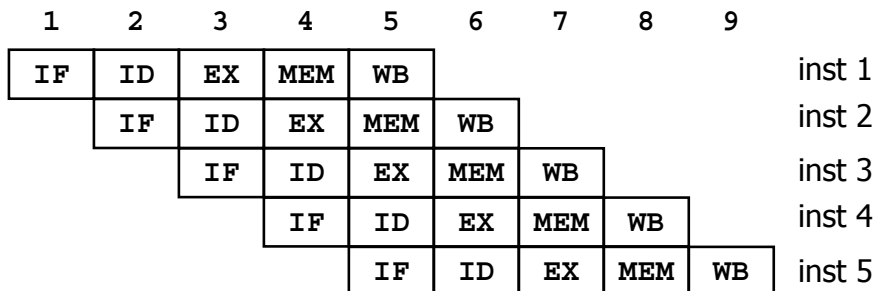 1 2 3 4 5 6 7 8 9
IF ID EX MEM WB inst 1
IF ID EX MEM WB inst 2
IF ID EX MEM WB inst 3
IF ID EX MEM WB inst 4
IF ID EX MEM WB inst 5